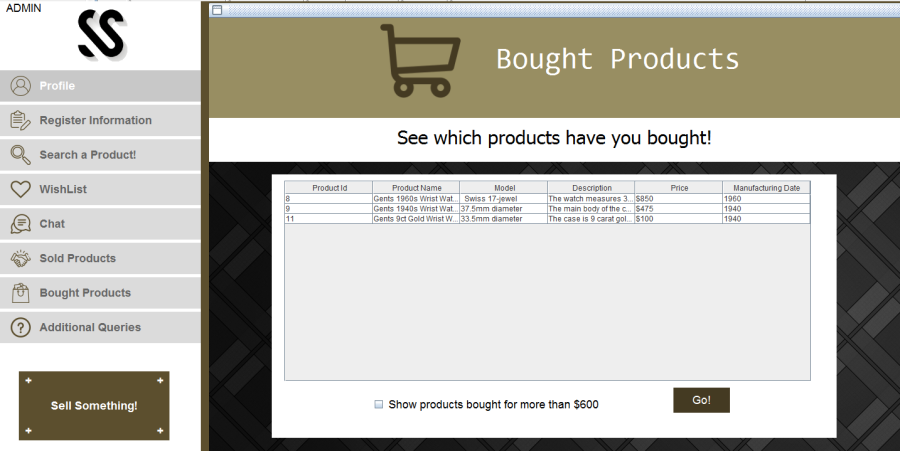 ADMIN
Profile
Register Information
Search a Product!
WishList
Chat
Sold Products
Bought Products
Additional Queries
Sell Something!
Bought Products
See which products have you bought!
Product Id Product Name Model Description Price Manufacturing Date
8 Gents 1960s Wrist Wat... Swiss 17-jewel The watch measures 3... $850 1960
9 Gents 1940s Wrist Wat... 37.5mm diameter The main body of the c... $475 1940
11 Gents 9ct Gold Wrist W... 33.5mm diameter The case is 9 carat gol... $100 1940
Show products bought for more than $600
Go!